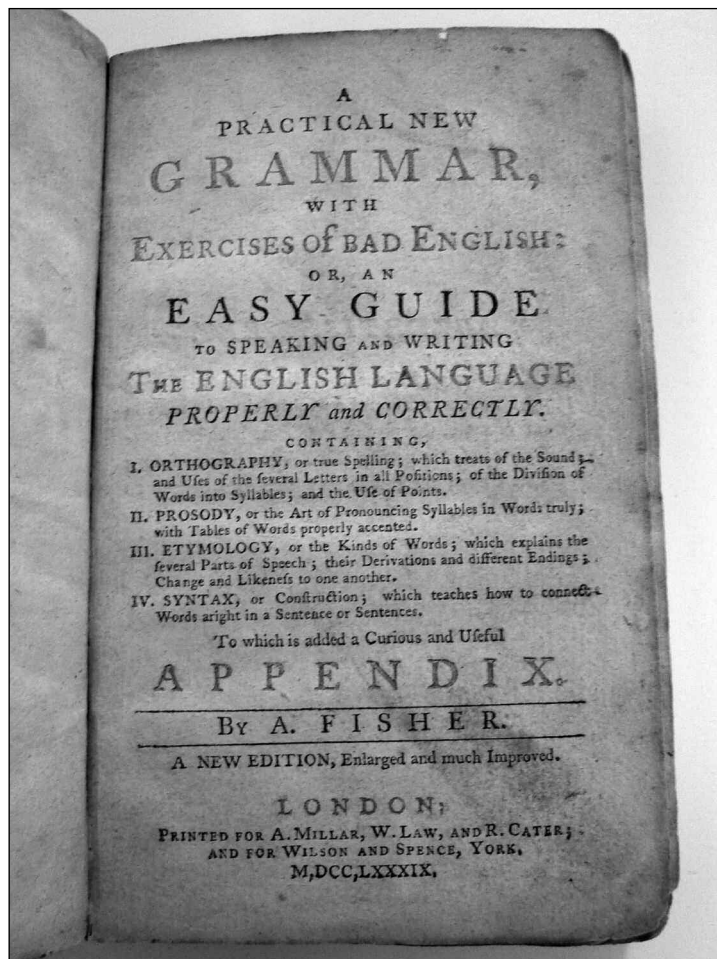 A
PRACTICAL NEW
GRAMMAR,
WITH
EXERCISES of BAD ENGLISH:
OR, AN
EASY GUIDE
TO SPEAKING AND WRITING
THE ENGLISH LANGUAGE
PROPERLY and CORRECTLY.
CONTAINING,
I. ORTHOGRAPHY, or true Spelling; which treats of the Sounds
and Uſes of the ſeveral Letters in all Poſitions; of the Diviſion of
Words into Syllables; and the Uſe of Points.
II. PROSODY, or the Art of Pronouncing Syllables in Words truly;
with Tables of Words properly accented.
III. ETYMOLOGY, or the Kinds of Words; which explains the
ſeveral Parts of Speech; their Derivations and different Endings;
Change and Likeneſs to one another.
IV. SYNTAX, or Conſtruction; which teaches how to connect
Words aright in a Sentence or Sentences.
To which is added a Curious and Uſeful
APPENDIX.
BY A. FISHER.
A NEW EDITION, Enlarged and much Improved.
LONDON:
PRINTED FOR A. MILLAR, W. LAW, AND R. CATER;
AND FOR WILSON AND SPENCE, YORK.
M,DCC,LXXXIX.